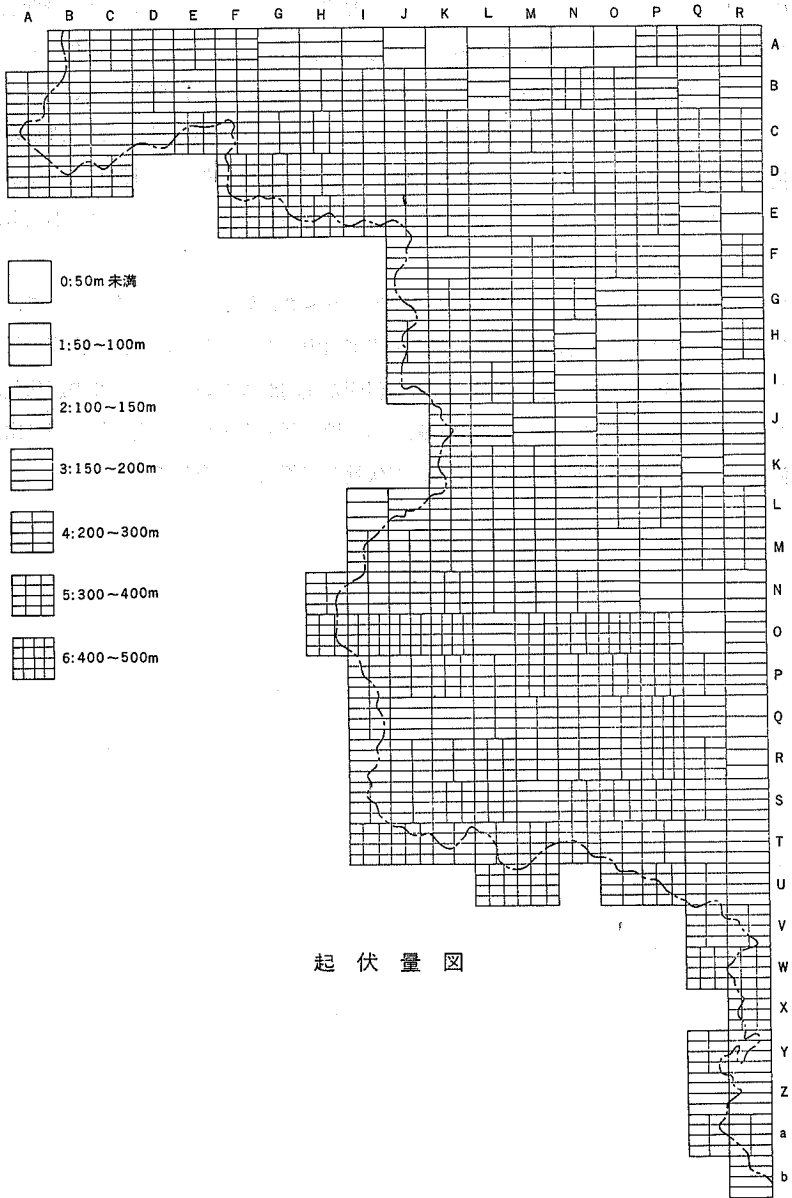 A B C D E F G H I J K L M N O P Q R
A
B
C
D
E
F
G
H
I
J
K
L
M
N
O
P
Q
R
S
T
U
V
W
X
Y
Z
a
b
0:50m 未満
1:50~100m
2:100~150m
3:150~200m
4:200~300m
5:300~400m
6:400~500m
起伏量図